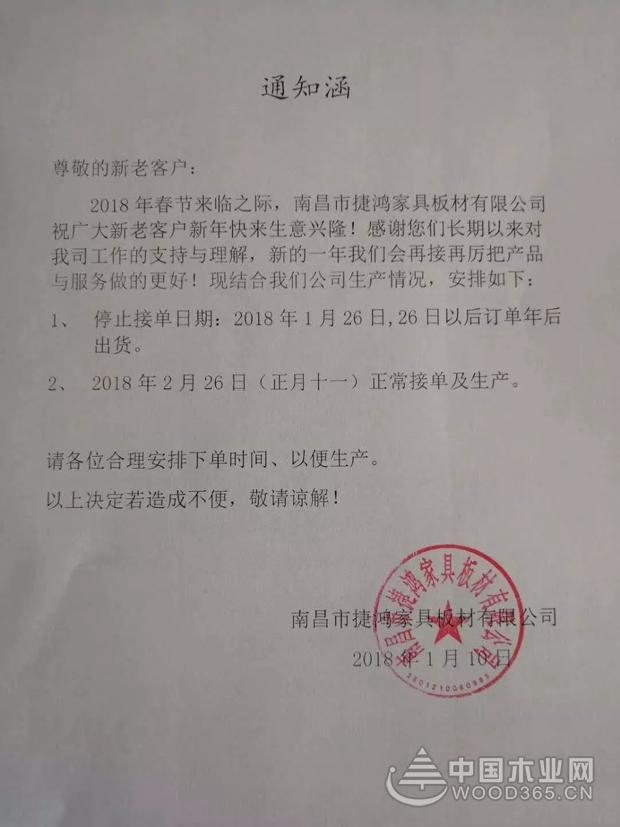 通知涵
尊敬的新老客户：
2018 年春节来临之际，南昌市捷鸿家具板材有限公司
祝广大新老客户新年快来生意兴隆！感谢您们长期以来对
我司工作的支持与理解，新的一年我们会再接再厉把产品
与服务做的更好！现结合我们公司生产情况，安排如下：
1、 停止接单日期：2018 年 1 月 26 日,26 日以后订单年后
出货。
2、 2018 年 2 月 26 日（正月十一）正常接单及生产。
请各位合理安排下单时间、以便生产。
以上决定若造成不便，敬请谅解！
南昌市捷鸿家具板材有限公司
2018 年 1 月 10 日
南昌市捷鸿家具板材有限公司
中国木业网
WOOD365.CN